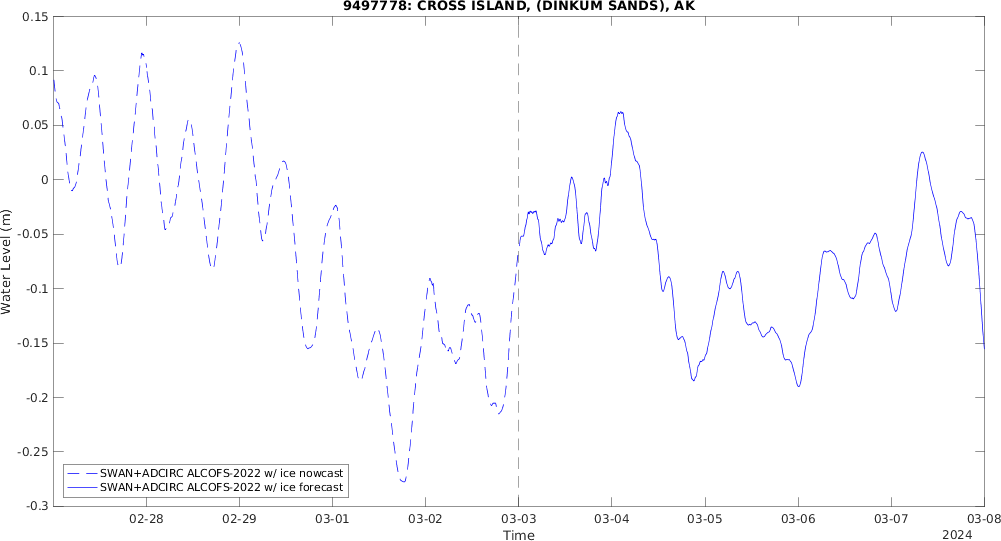 9497778: CROSS ISLAND, (DINKUM SANDS), AK
0.15
0.1
0.05
0
-0.05
-0.1
-0.15
-0.2
-0.25
-0.3
Water Level (m)
SWAN+ADCIRC ALCOFS-2022 w/ ice nowcast
SWAN+ADCIRC ALCOFS-2022 w/ ice forecast
02-28 02-29 03-01 03-02 03-03 03-04 03-05 03-06 03-07 03-08
Time
2024